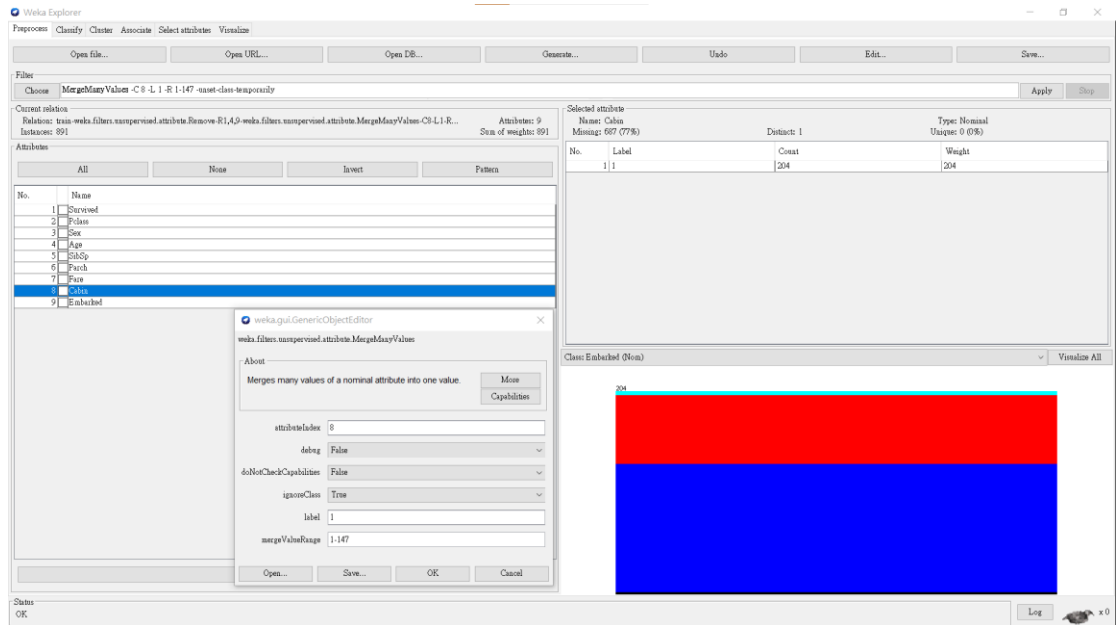 Weka Explorer
Preprocess Classify Cluster Associate Select attributes Visualize
Open file... Open URL... Open DB... Generate... Undo Edit... Save...
Filter
Choose MergeManyValues -C 8 -L 1 -R 1-147 -unset-class-temporarily Apply Stop
Current relation
Relation: train-weka.filters.unsupervised.attribute.Remove-R1,4,9-weka.filters.unsupervised.attribute.MergeManyValues-C8-L1-R... Attributes: 9
Instances: 891 Sum of weights: 891
Attributes
All None Invert Pattern
No. Name
1 Survived
2 Pclass
3 Sex
4 Age
5 SibSp
6 Parch
7 Fare
8 Cabin
9 Embarked
Selected attribute
Name: Cabin Type: Nominal
Missing: 687 (77%) Distinct: 1 Unique: 0 (0%)
No. Label Count Weight
1 1 204 204
Class: Embarked (Nom) Visualize All
204
weka.gui.GenericObjectEditor
weka.filters.unsupervised.attribute.MergeManyValues
About
Merges many values of a nominal attribute into one value. More
Capabilities
attributeIndex 8
debug False
doNotCheckCapabilities False
ignoreClass True
label 1
mergeValueRange 1-147
Open... Save... OK Cancel
Status
OK Log x 0